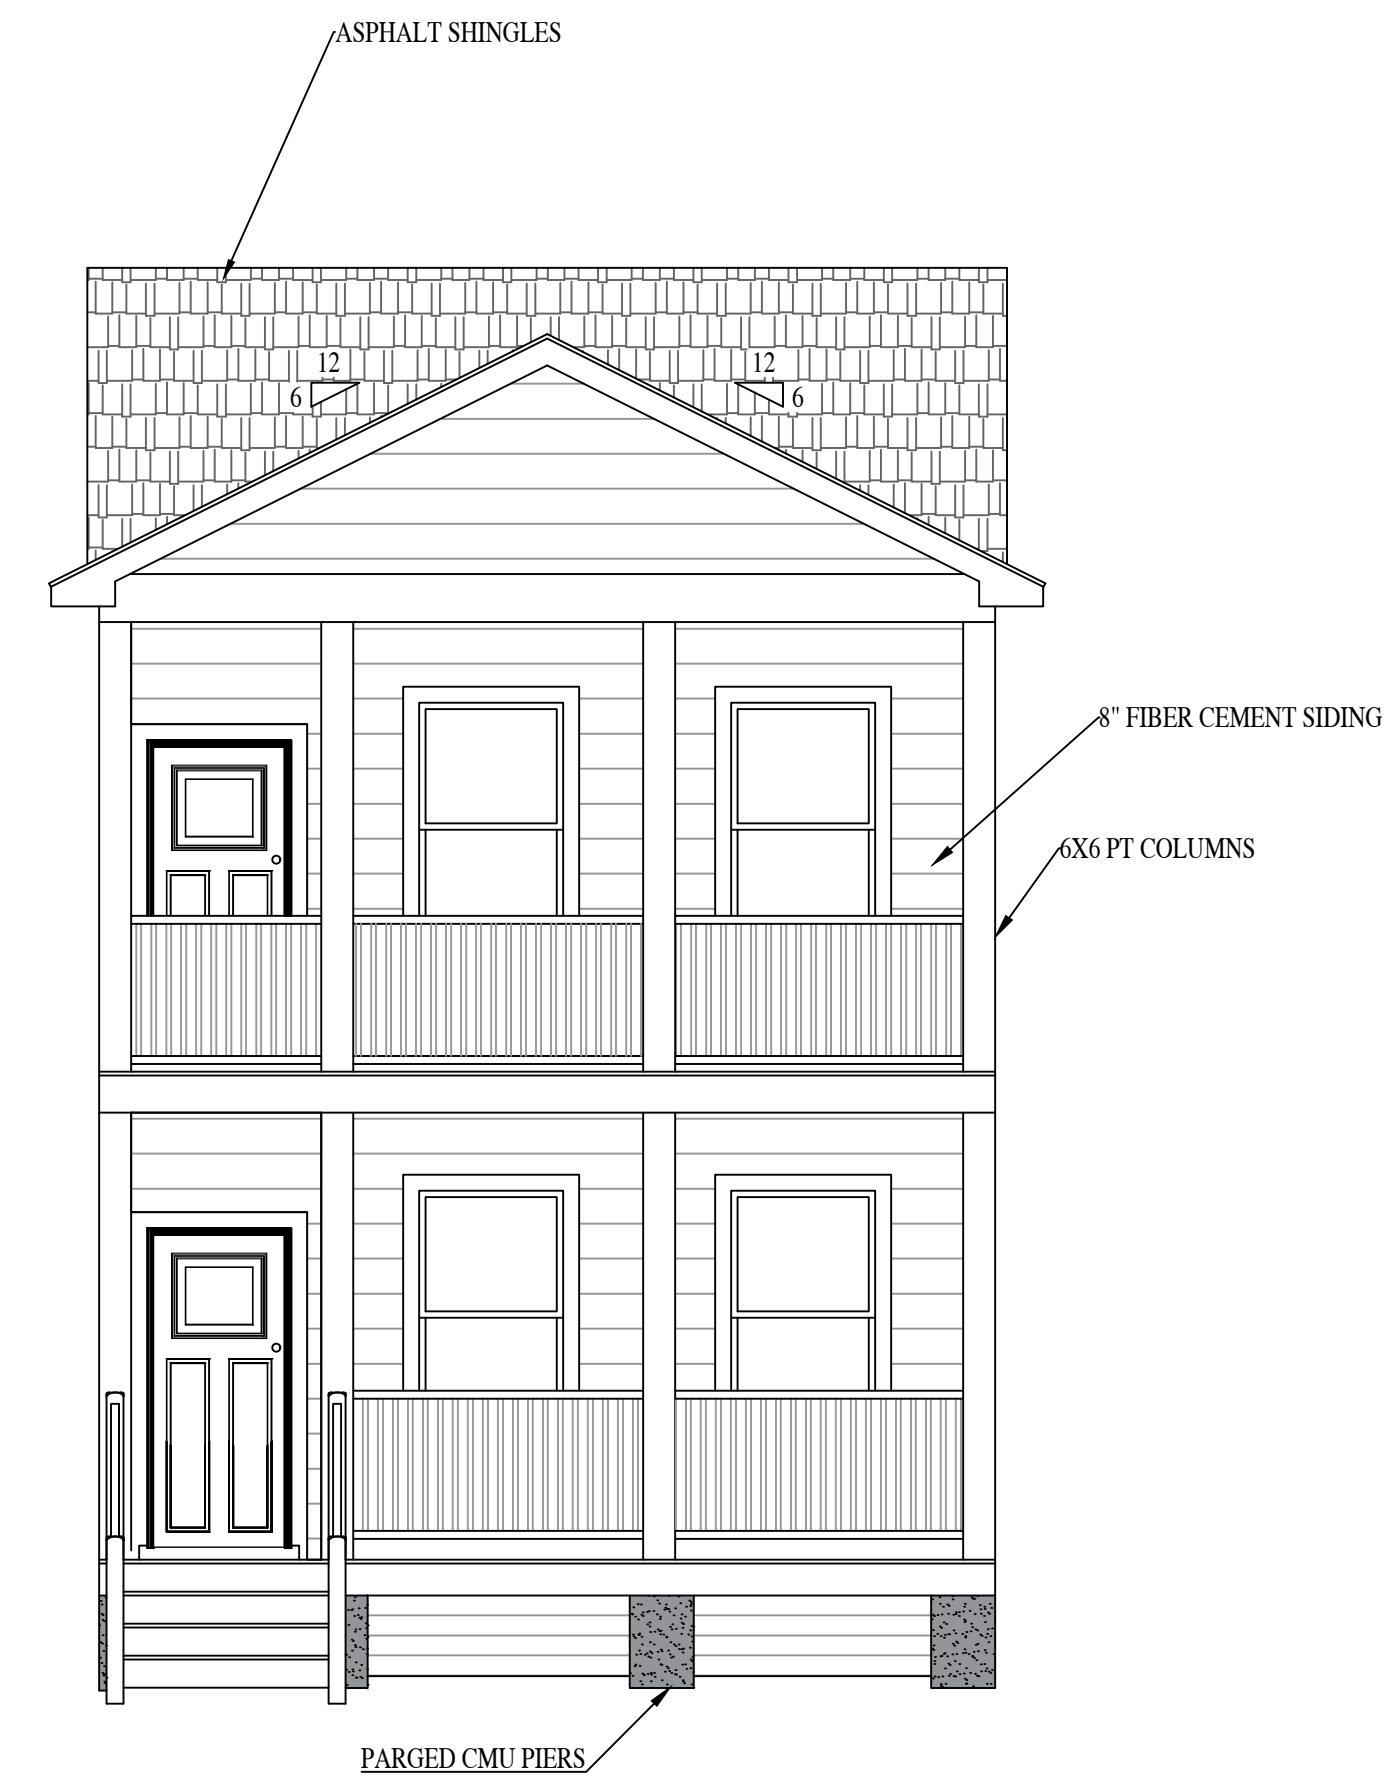 ASPHALT SHINGLES
12
12
6
6
8" FIBER CEMENT SIDING
6X6 PT COLUMNS
PARGED CMU PIERS